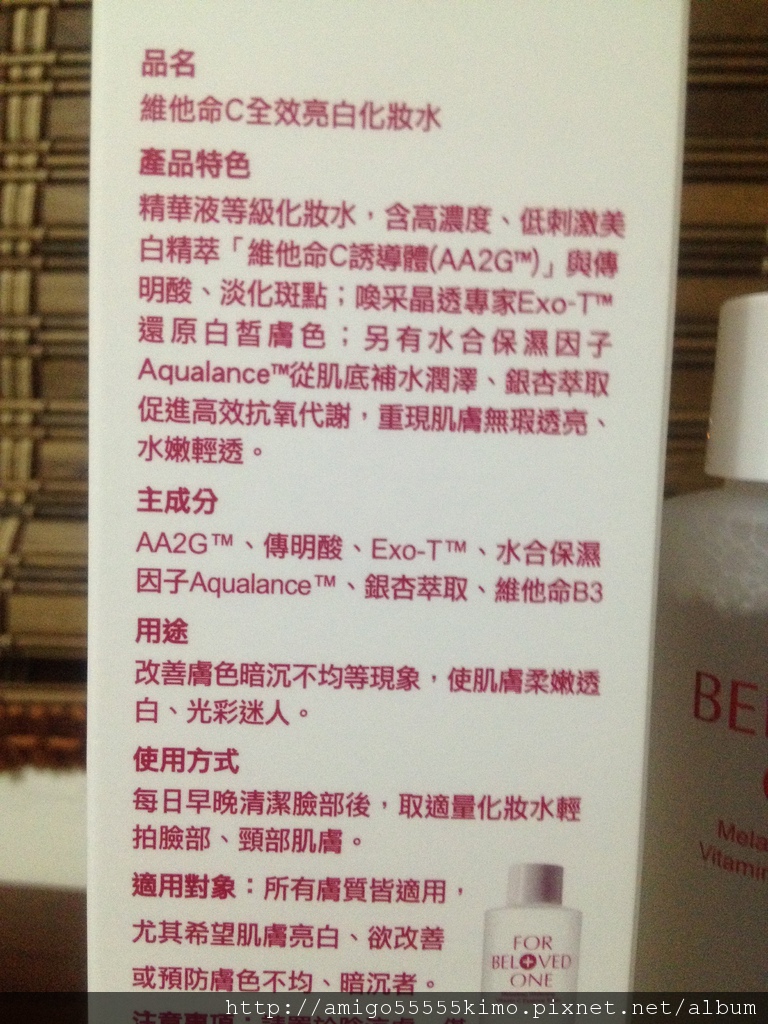 品名
維他命C全效亮白化妝水
產品特色
精華液等級化妝水，含高濃度、低刺激美
白精萃「維他命C誘導體(AA2G™)」與傳
明酸、淡化斑點；喚采晶透專家Exo-T™
還原白皙膚色；另有水合保濕因子
Aqualance™從肌底補水潤澤、銀杏萃取
促進高效抗氧代謝，重現肌膚無瑕透亮、
水嫩輕透。
主成分
AA2G™、傳明酸、Exo-T™、水合保濕
因子Aqualance™、銀杏萃取、維他命B3
用途
改善膚色暗沉不均等現象，使肌膚柔嫩透
白、光彩迷人。
使用方式
每日早晚清潔臉部後，取適量化妝水輕
拍臉部、頸部肌膚。
適用對象：所有膚質皆適用，
尤其希望肌膚亮白、欲改善
或預防膚色不均、暗沉者。
注意事項：
FOR
BELOVED
ONE
BE
Mela
Vitamin
http://amigo55555kimo.pixnet.net/album